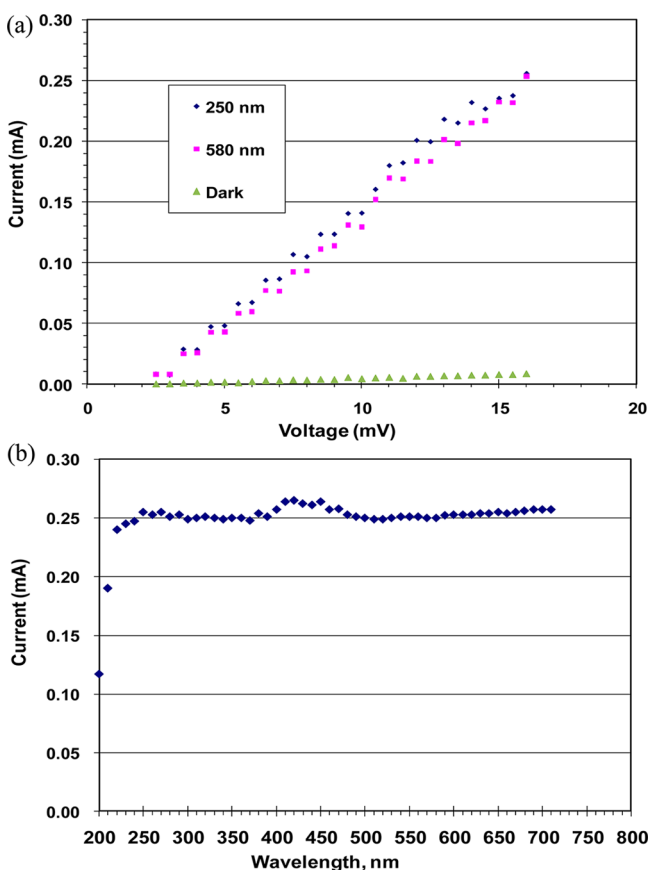 (a)
0.30
0.25
0.20
0.15
0.10
0.05
0.00
Current (mA)
250 nm
580 nm
Dark
0 5 10 15 20
Voltage (mV)
(b)
0.30
0.25
0.20
0.15
0.10
0.05
0.00
Current (mA)
200 250 300 350 400 450 500 550 600 650 700 750 800
Wavelength, nm